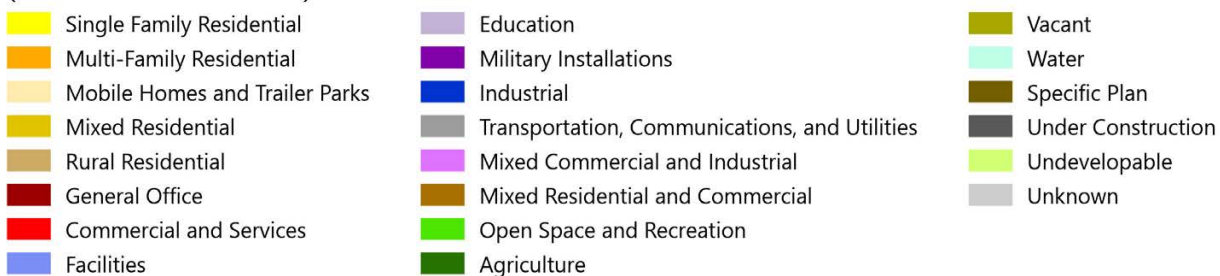 Single Family Residential
Multi-Family Residential
Mobile Homes and Trailer Parks
Mixed Residential
Rural Residential
General Office
Commercial and Services
Facilities
Education
Military Installations
Industrial
Transportation, Communications, and Utilities
Mixed Commercial and Industrial
Mixed Residential and Commercial
Open Space and Recreation
Agriculture
Vacant
Water
Specific Plan
Under Construction
Undevelopable
Unknown